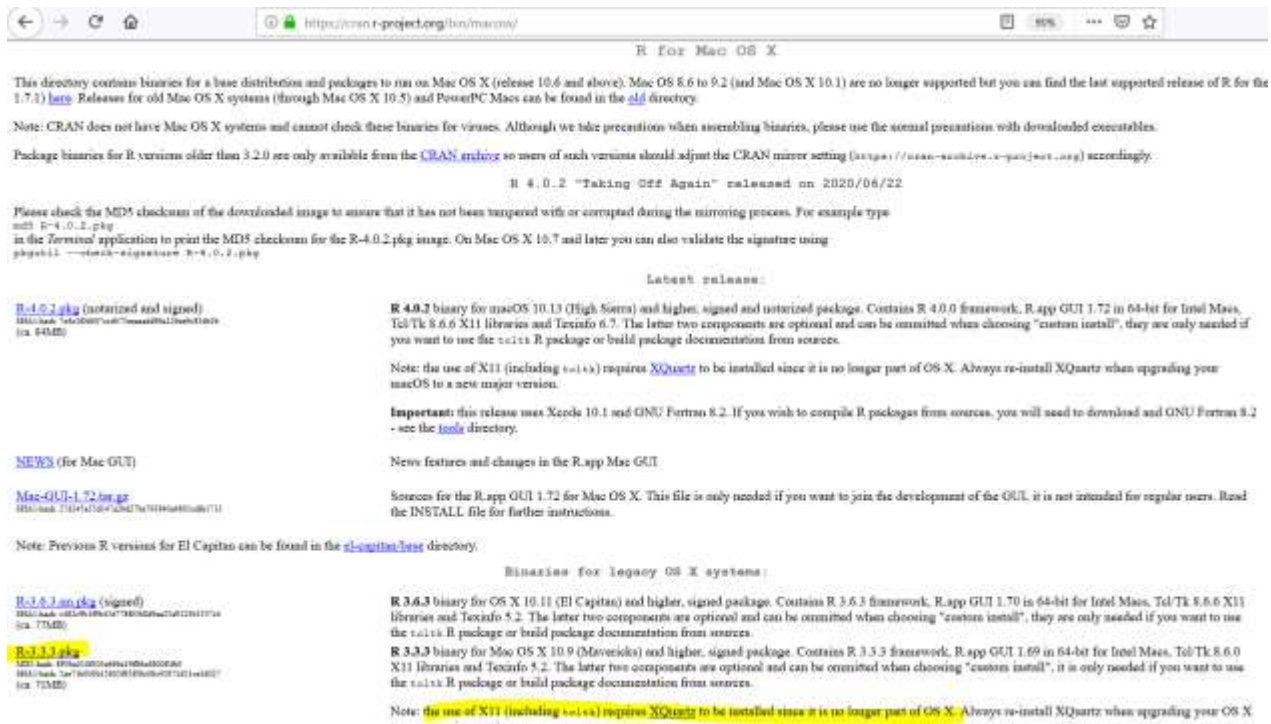 https://cran.r-project.org/bin/macosx/
90%
R for Mac OS X
This directory contains binaries for a base distribution and packages to run on Mac OS X (release 10.6 and above). Mac OS 8.6 to 9.2 (and Mac OS X 10.1) are no longer supported but you can find the last supported release of R for the
1.7.1) here. Releases for old Mac OS X systems (through Mac OS X 10.5) and PowerPC Macs can be found in the old directory.
Note: CRAN does not have Mac OS X systems and cannot check these binaries for viruses. Although we take precautions when assembling binaries, please use the normal precautions with downloaded executables.
Package binaries for R versions older than 3.2.0 are only available from the CRAN archive so users of such versions should adjust the CRAN mirror setting (https://cran-archive.r-project.org) accordingly.
R 4.0.2 "Taking Off Again" released on 2020/06/22
Please check the MD5 checksum of the downloaded image to ensure that it has not been tampered with or corrupted during the mirroring process. For example type
md5 R-4.0.2.pkg
in the Terminal application to print the MD5 checksum for the R-4.0.2.pkg image. On Mac OS X 10.7 and later you can also validate the signature using
pkgutil --check-signature R-4.0.2.pkg
Latest release:
R-4.0.2.pkg (notarized and signed)
(ca. 84MB)
R 4.0.2 binary for macOS 10.13 (High Sierra) and higher, signed and notarized package. Contains R 4.0.0 framework, R.app GUI 1.72 in 64-bit for Intel Macs,
Tcl/Tk 8.6.6 X11 libraries and Texinfo 6.7. The latter two components are optional and can be ommitted when choosing "custom install", they are only needed if
you want to use the tcltk R package or build package documentation from sources.
Note: the use of X11 (including tcltk) requires XQuartz to be installed since it is no longer part of OS X. Always re-install XQuartz when upgrading your
macOS to a new major version.
Important: this release uses Xcode 10.1 and GNU Fortran 8.2. If you wish to compile R packages from sources, you will need to download and GNU Fortran 8.2
- see the tools directory.
NEWS (for Mac GUI)
News features and changes in the R.app Mac GUI
Mac-GUI-1.72.tar.gz
Sources for the R.app GUI 1.72 for Mac OS X. This file is only needed if you want to join the development of the GUI, it is not intended for regular users. Read
the INSTALL file for further instructions.
Note: Previous R versions for El Capitan can be found in the el-capitan/base directory.
Binaries for legacy OS X systems:
R-3.6.3.nn.pkg (signed)
(ca. 77MB)
R 3.6.3 binary for OS X 10.11 (El Capitan) and higher, signed package. Contains R 3.6.3 framework, R.app GUI 1.70 in 64-bit for Intel Macs, Tcl/Tk 8.6.6 X11
libraries and Texinfo 5.2. The latter two components are optional and can be ommitted when choosing "custom install", they are only needed if you want to use
the tcltk R package or build package documentation from sources.
R-3.3.3.pkg
(ca. 71MB)
R 3.3.3 binary for Mac OS X 10.9 (Mavericks) and higher, signed package. Contains R 3.3.3 framework, R.app GUI 1.69 in 64-bit for Intel Macs, Tcl/Tk 8.6.0
X11 libraries and Texinfo 5.2. The latter two components are optional and can be ommitted when choosing "custom install", it is only needed if you want to use
the tcltk R package or build package documentation from sources.
Note: the use of X11 (including tcltk) requires XQuartz to be installed since it is no longer part of OS X. Always re-install XQuartz when upgrading your OS X